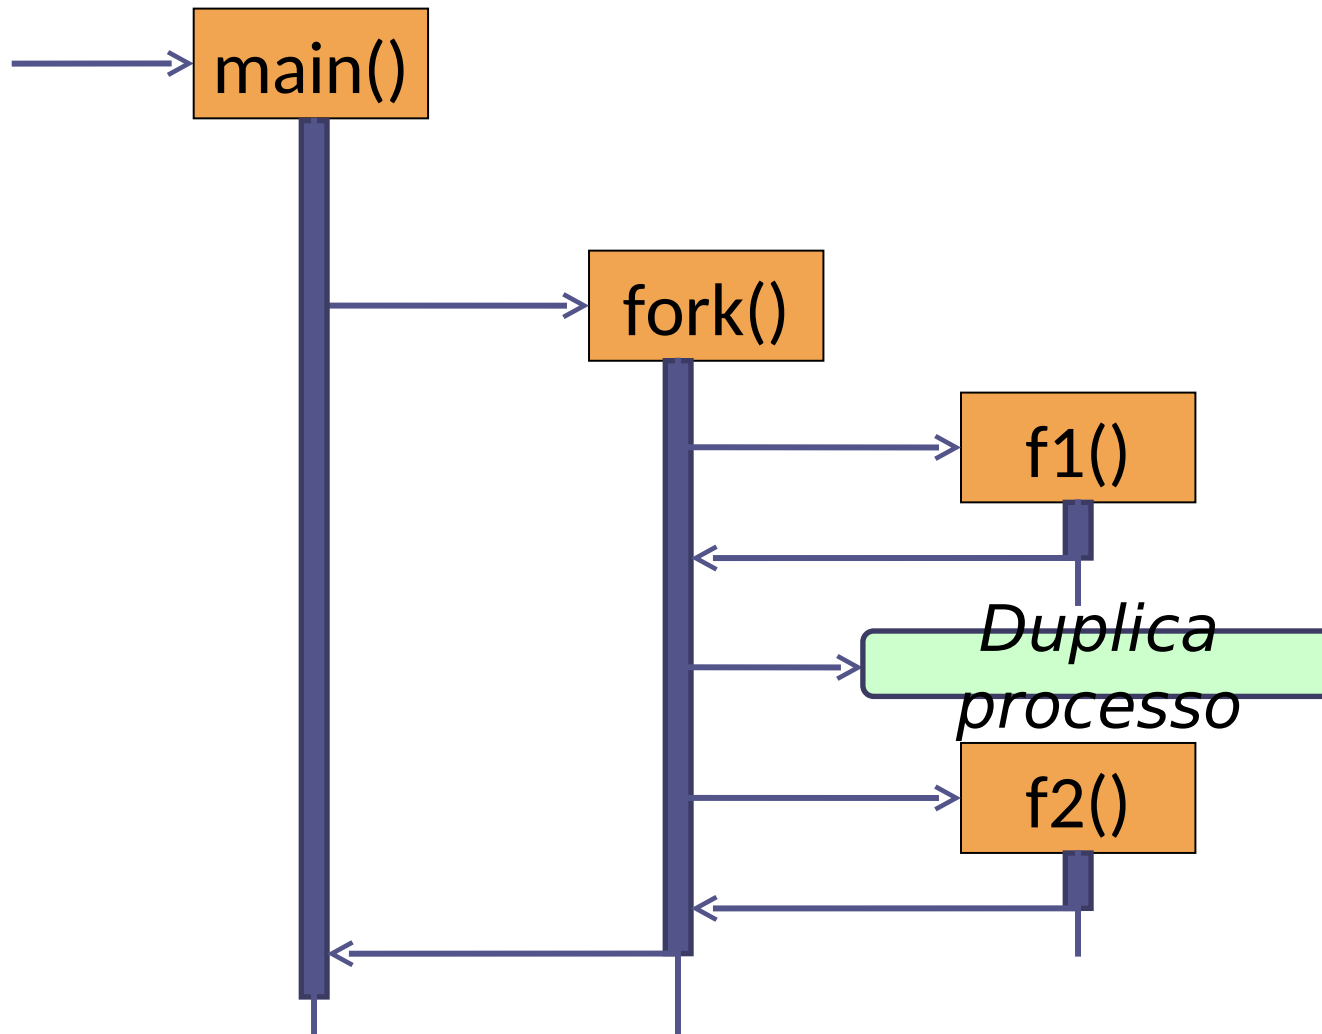 main()
fork()
f1()
Duplica
processo
f2()